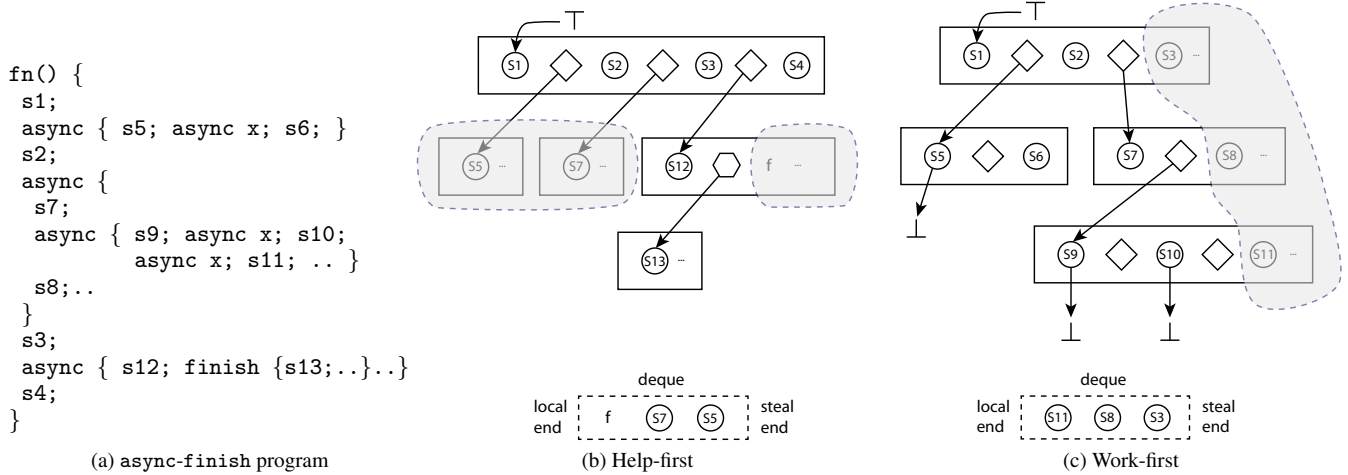 fn() {
s1;
async { s5; async x; s6; }
s2;
async {
s7;
async { s9; async x; s10;
async x; s11; .. }
s8;..
}
s3;
async { s12; finish {s13;..}..}
s4;
}
(a) async-finish program
S1 S2 S3 S4
S5 ... S7 ... S12 f ...
S13 ...
deque
local end f S7 S5 steal end
(b) Help-first
S1 S2 S3 ...
S5 S6 S7 S8 ...
⊥
S9 S10 S11 ...
⊥ ⊥
deque
local end S11 S8 S3 steal end
(c) Work-first